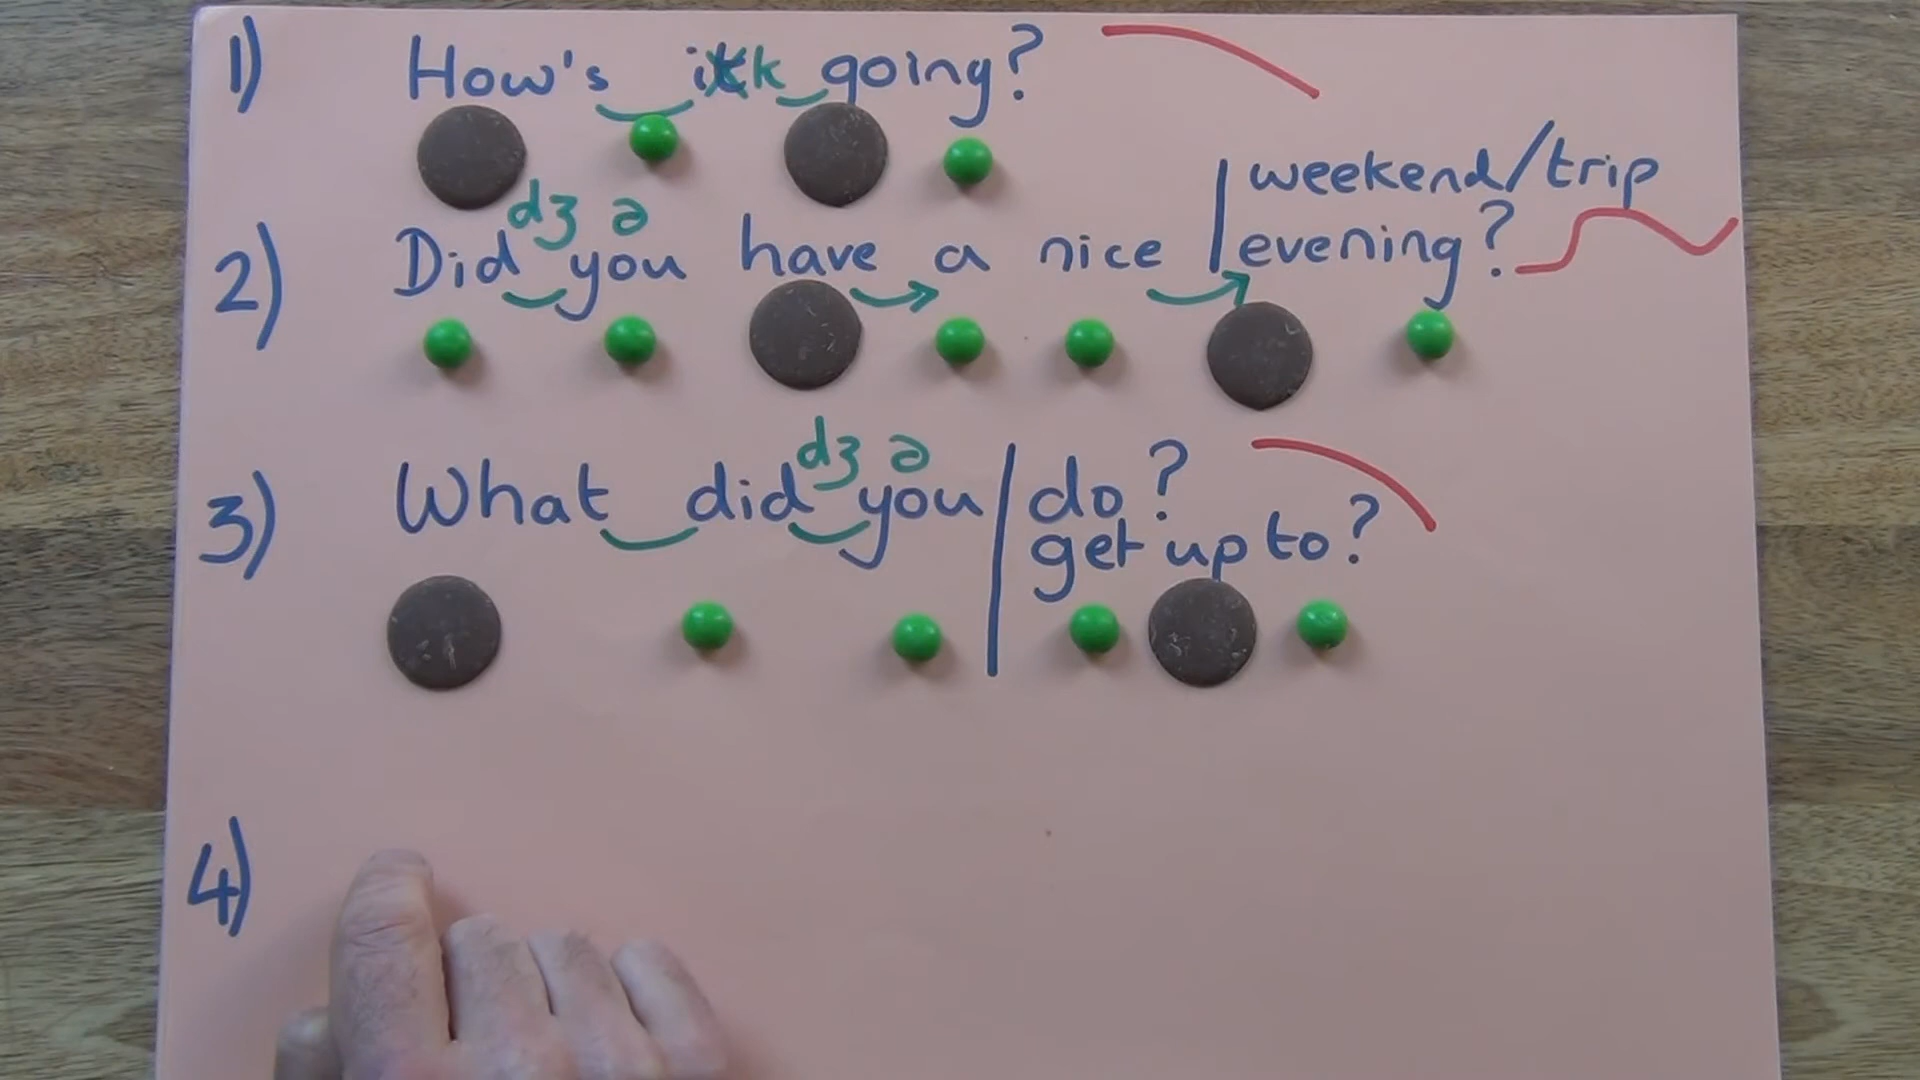 1) How's itk going?
weekend/trip
dʒ ə
2) Did you have a nice evening?
dʒ ə
3) What did you do?
get up to?
4)